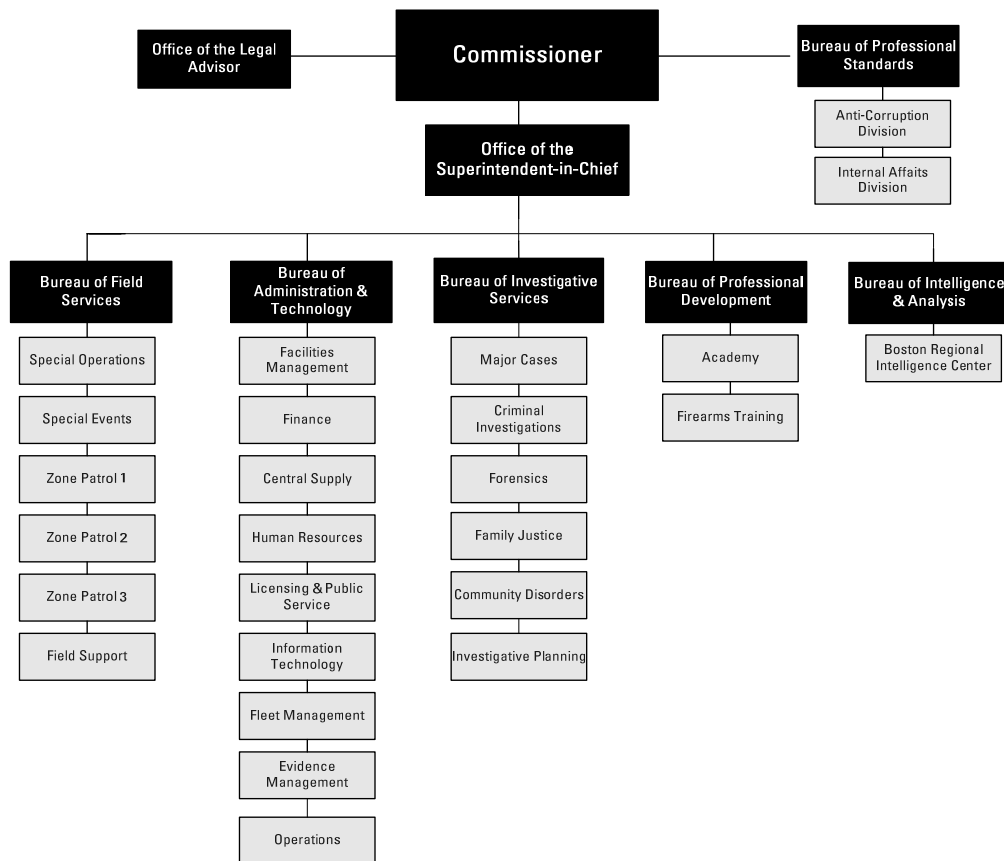 Office of the Legal
Advisor
Commissioner
Bureau of Professional
Standards
Anti-Corruption
Division
Internal Affaits
Division
Office of the
Superintendent-in-Chief
Bureau of Field
Services
Special Operations
Special Events
Zone Patrol 1
Zone Patrol 2
Zone Patrol 3
Field Support
Bureau of
Administration &
Technology
Facilities
Management
Finance
Central Supply
Human Resources
Licensing & Public
Service
Information
Technology
Fleet Management
Evidence
Management
Operations
Bureau of Investigative
Services
Major Cases
Criminal
Investigations
Forensics
Family Justice
Community Disorders
Investigative Planning
Bureau of Professional
Development
Academy
Firearms Training
Bureau of Intelligence
& Analysis
Boston Regional
Intelligence Center